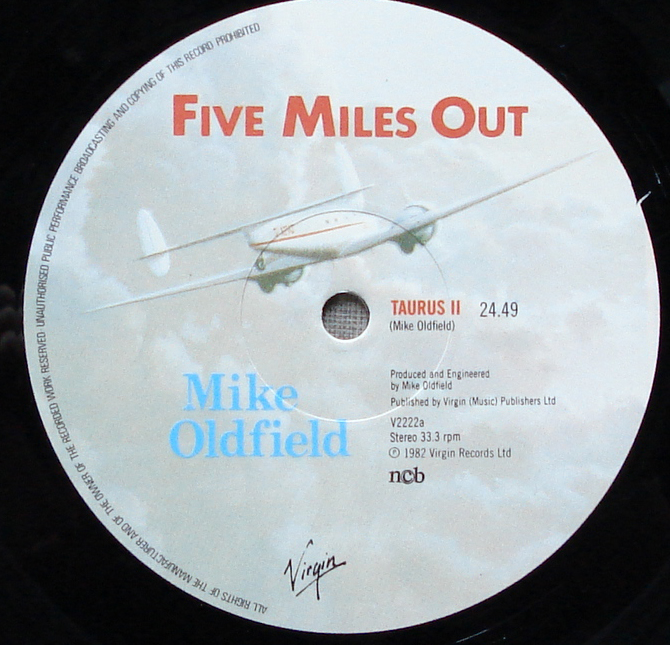 ALL RIGHTS OF THE MANUFACTURER AND OF THE OWNER OF THE RECORDED WORK RESERVED UNAUTHORISED PUBLIC PERFORMANCE BROADCASTING AND COPYING OF THIS RECORD PROHIBITED
FIVE MILES OUT
TAURUS II 24.49
(Mike Oldfield)
Produced and Engineered
by Mike Oldfield
Published by Virgin (Music) Publishers Ltd
V2222a
Stereo 33.3 rpm
℗ 1982 Virgin Records Ltd
ncb
Mike
Oldfield
Virgin